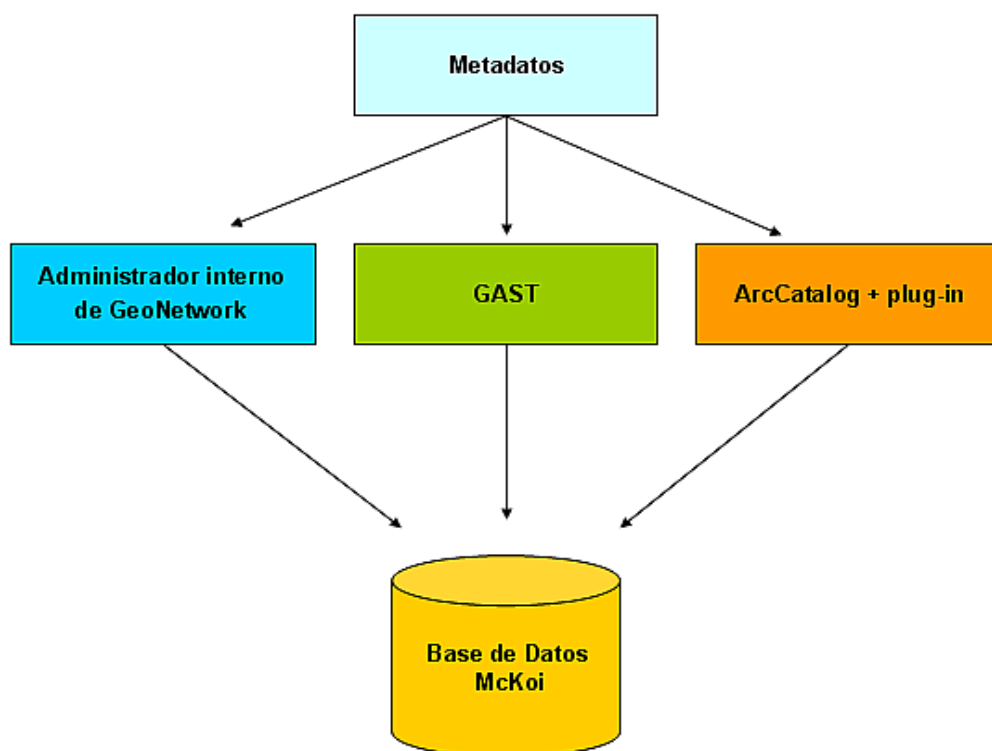 Metadatos
Administrador interno
de GeoNetwork
GAST
ArcCatalog + plug-in
Base de Datos
McKoi